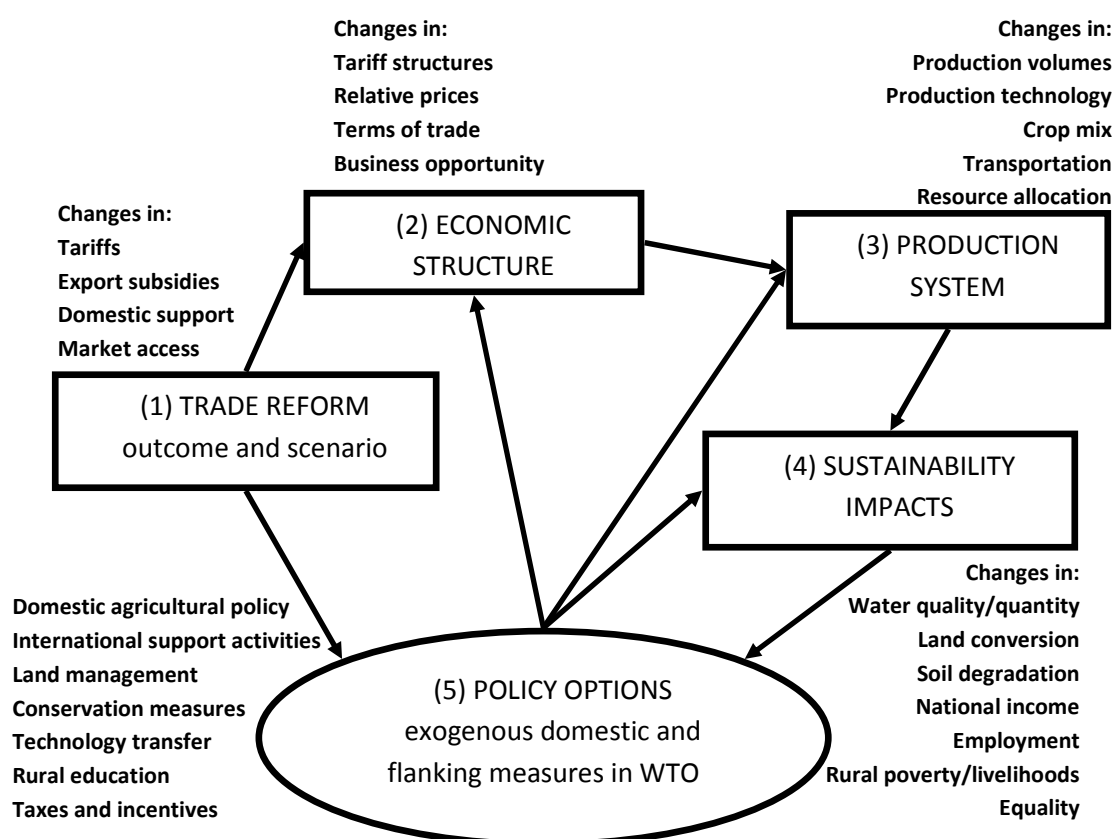 Changes in:
Tariff structures
Relative prices
Terms of trade
Business opportunity
Changes in:
Production volumes
Production technology
Crop mix
Transportation
Resource allocation
Changes in:
Tariffs
Export subsidies
Domestic support
Market access
(2) ECONOMIC
STRUCTURE
(3) PRODUCTION
SYSTEM
(1) TRADE REFORM
outcome and scenario
(4) SUSTAINABILITY
IMPACTS
Domestic agricultural policy
International support activities
Land management
Conservation measures
Technology transfer
Rural education
Taxes and incentives
(5) POLICY OPTIONS
exogenous domestic and
flanking measures in WTO
Changes in:
Water quality/quantity
Land conversion
Soil degradation
National income
Employment
Rural poverty/livelihoods
Equality